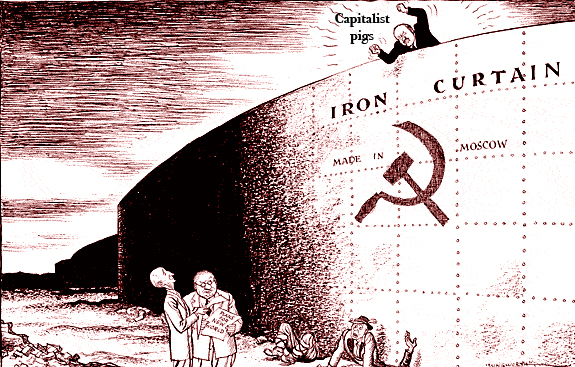 Capitalist
pigs
IRON CURTAIN
MADE IN MOSCOW